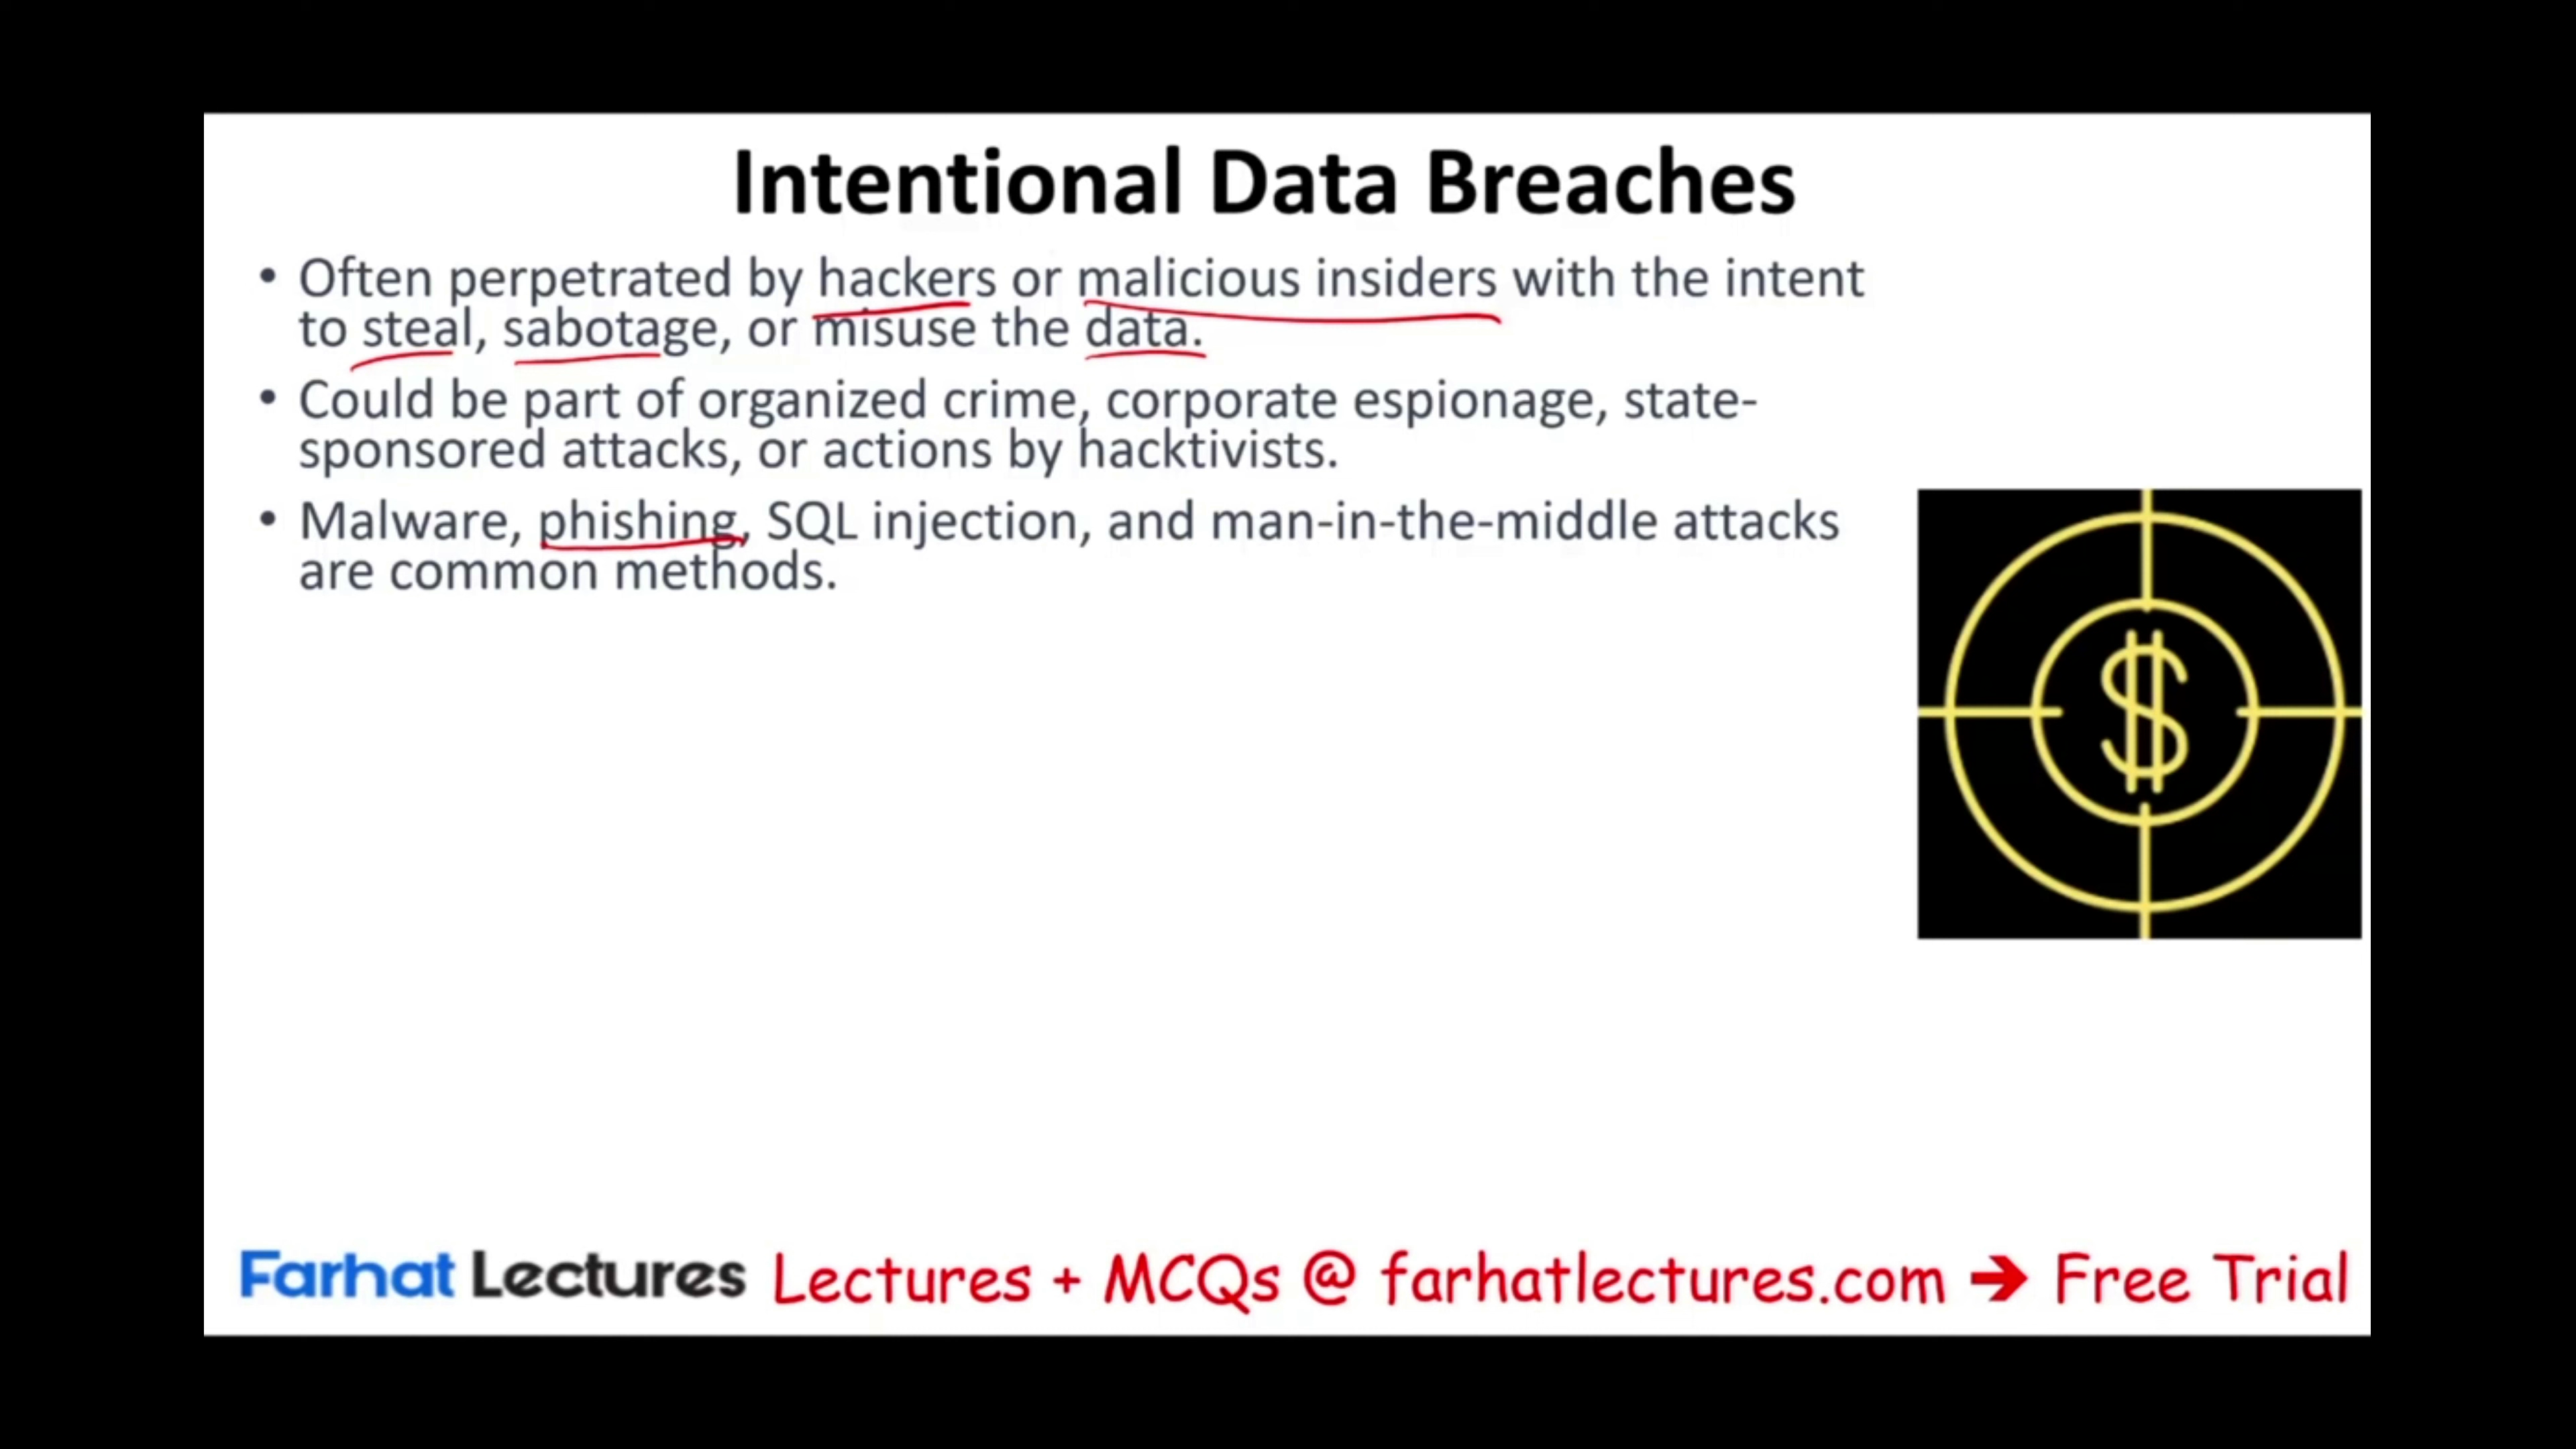 Intentional Data Breaches
• Often perpetrated by hackers or malicious insiders with the intent
to steal, sabotage, or misuse the data.
• Could be part of organized crime, corporate espionage, state-
sponsored attacks, or actions by hacktivists.
• Malware, phishing, SQL injection, and man-in-the-middle attacks
are common methods.
$
Farhat Lectures Lectures + MCQs @ farhatlectures.com ➔ Free Trial